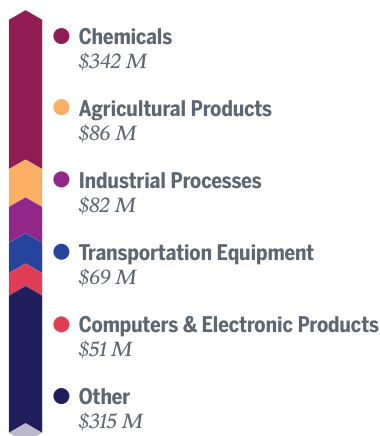 Chemicals
$342 M
Agricultural Products
$86 M
Industrial Processes
$82 M
Transportation Equipment
$69 M
Computers & Electronic Products
$51 M
Other
$315 M